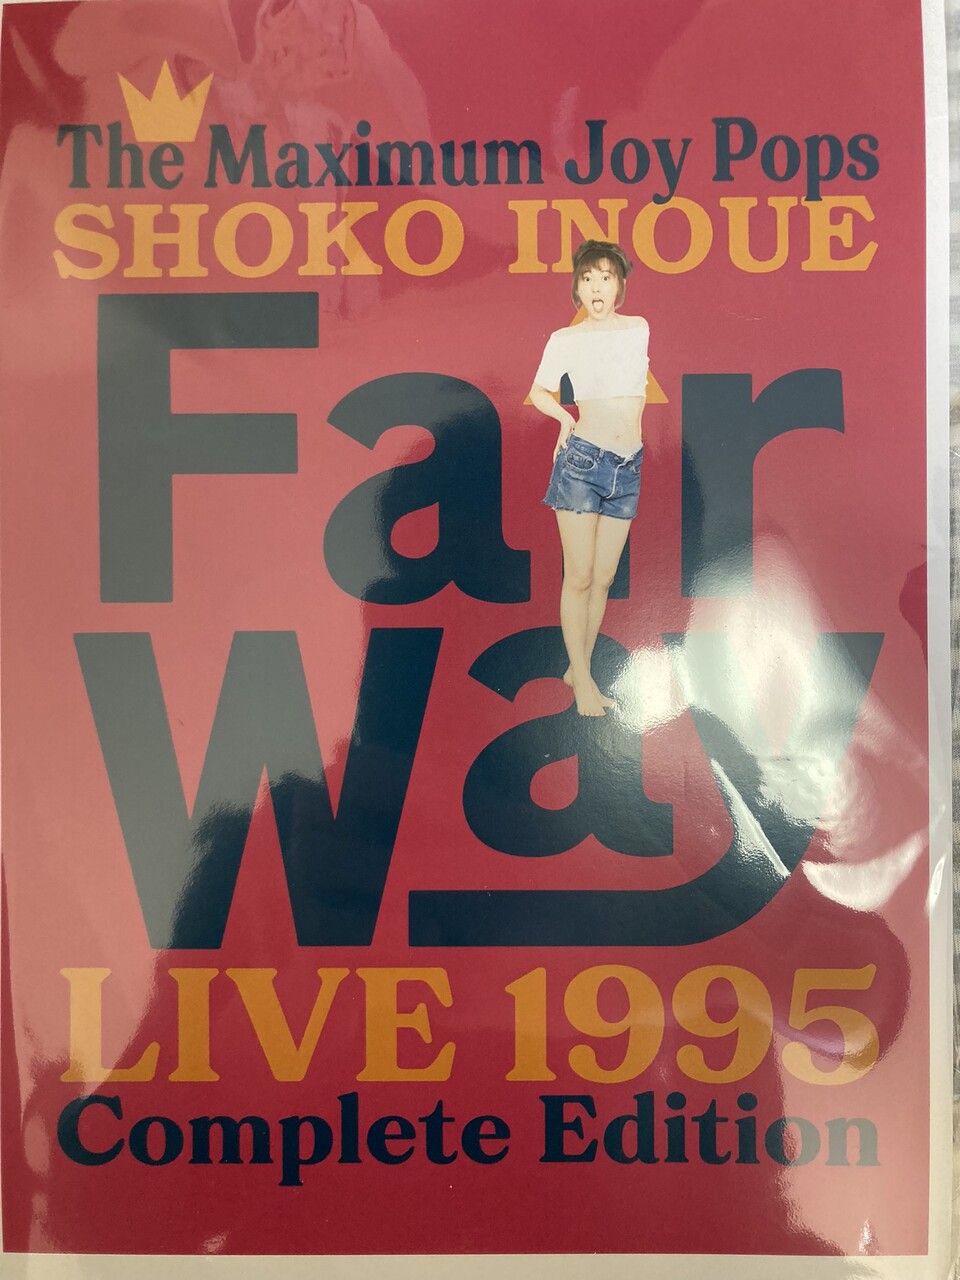 The Maximum Joy Pops
SHOKO INOUE
Fair
Way
LIVE 1995
Complete Edition